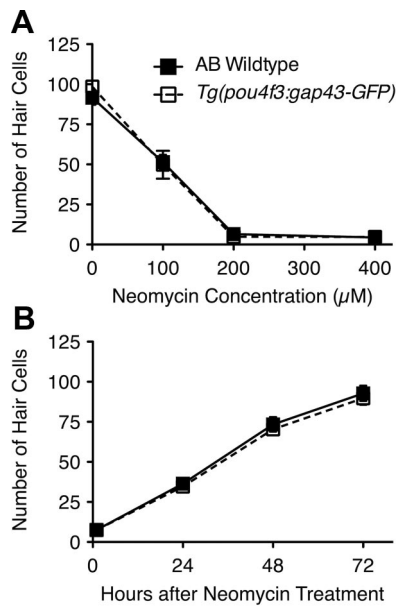 A
125
100
75
50
25
0
Number of Hair Cells
AB Wildtype
Tg(pou4f3:gap43-GFP)
0 100 200 300 400
Neomycin Concentration (µM)
B
125
100
75
50
25
0
Number of Hair Cells
0 24 48 72
Hours after Neomycin Treatment